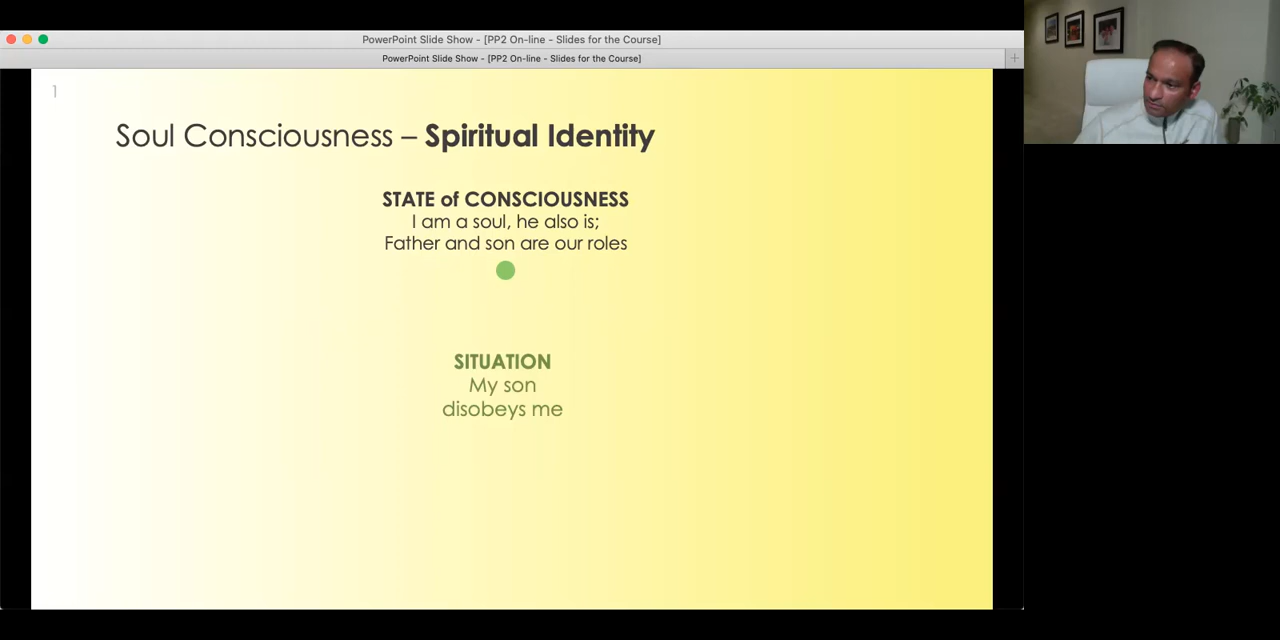 PowerPoint Slide Show - [PP2 On-line - Slides for the Course]
PowerPoint Slide Show - [PP2 On-line - Slides for the Course]
1
Soul Consciousness – Spiritual Identity
STATE of CONSCIOUSNESS
I am a soul, he also is;
Father and son are our roles
SITUATION
My son
disobeys me